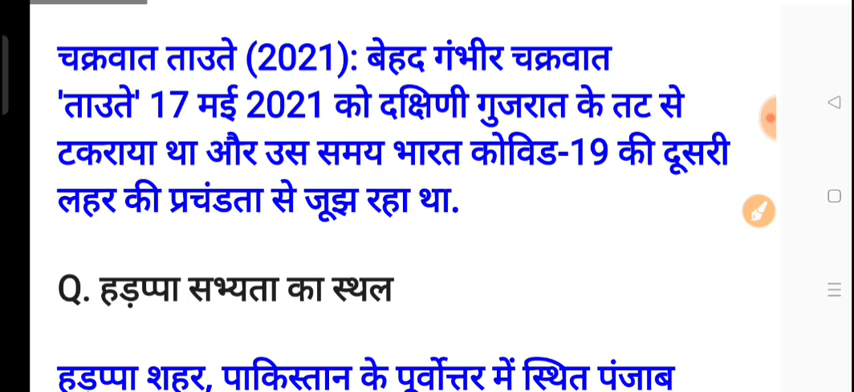 चक्रवात ताउते (2021): बेहद गंभीर चक्रवात
'ताउते' 17 मई 2021 को दक्षिणी गुजरात के तट से
टकराया था और उस समय भारत कोविड-19 की दूसरी
लहर की प्रचंडता से जूझ रहा था.
Q. हड़प्पा सभ्यता का स्थल
हडप्पा शहर, पाकिस्तान के पूर्वोत्तर में स्थित पंजाब